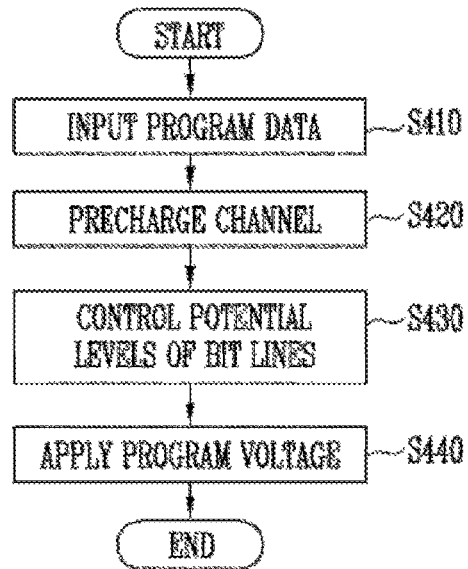 START
INPUT PROGRAM DATA
S410
PRECHARGE CHANNEL
S420
CONTROL POTENTIAL
LEVELS OF BIT LINES
S430
APPLY PROGRAM VOLTAGE
S440
END